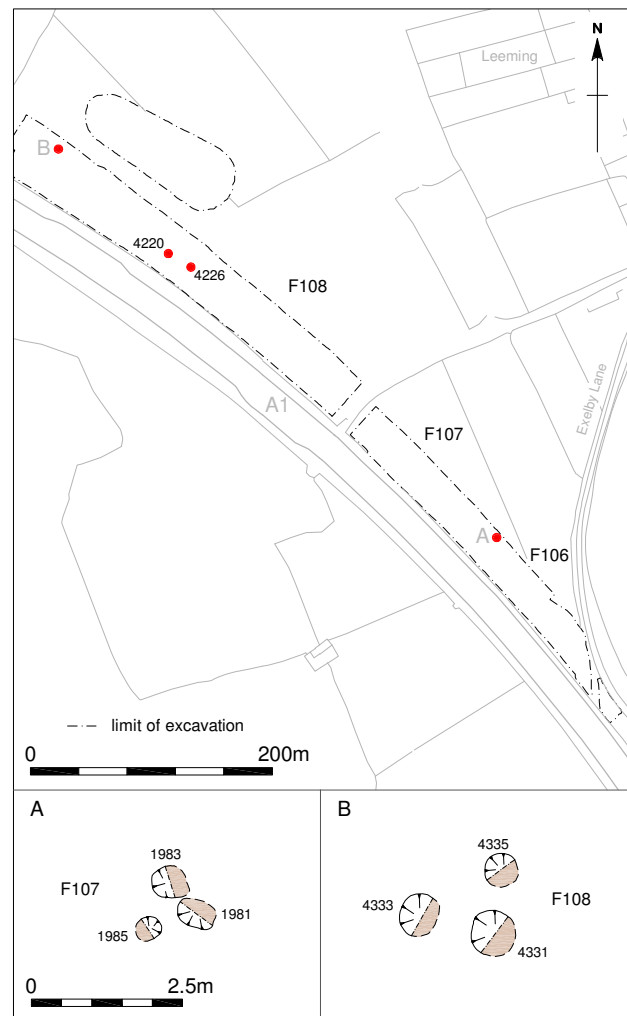 Leeming
N
B
4220
4226
F108
A1
Exelby Lane
F107
A
F106
limit of excavation
0 200m
A
1983
F107
1981
1985
0 2.5m
B
4335
4333
F108
4331